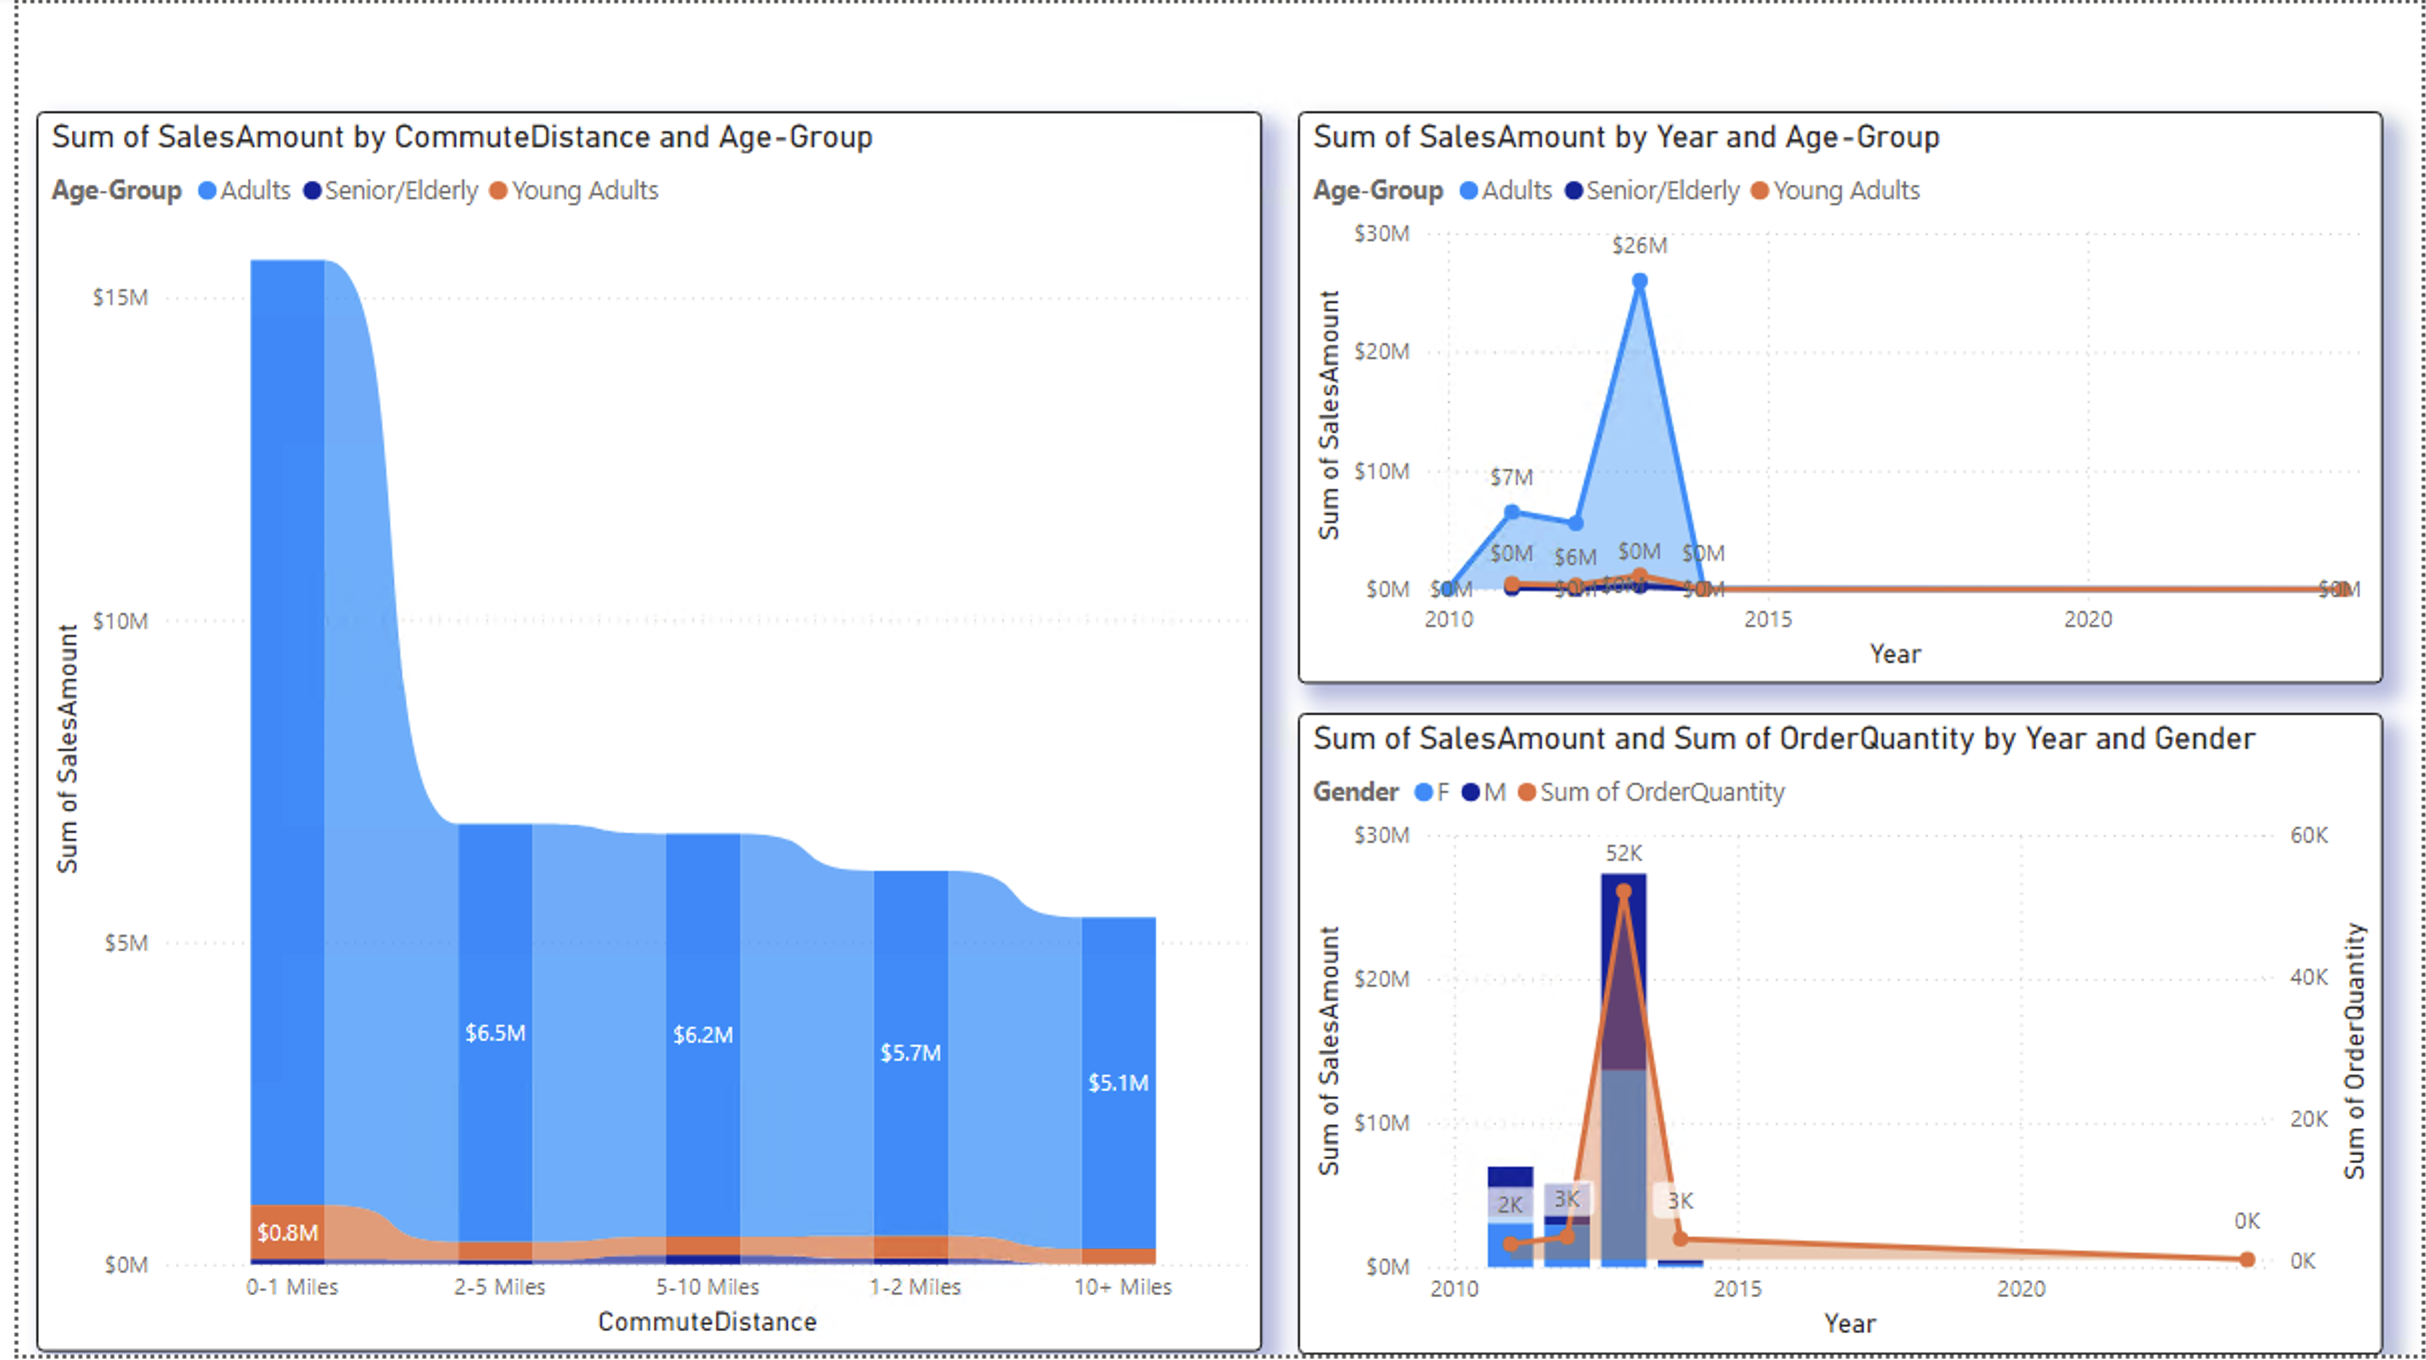 Sum of SalesAmount by CommuteDistance and Age-Group
Age-Group Adults Senior/Elderly Young Adults
Sum of SalesAmount
$15M
$10M
$5M
$0M
$0.8M
$6.5M
$6.2M
$5.7M
$5.1M
0-1 Miles 2-5 Miles 5-10 Miles 1-2 Miles 10+ Miles
CommuteDistance
Sum of SalesAmount by Year and Age-Group
Age-Group Adults Senior/Elderly Young Adults
Sum of SalesAmount
$30M
$20M
$10M
$0M
$26M
$7M
$0M $6M $0M $0M
2010 2015 2020
Year
Sum of SalesAmount and Sum of OrderQuantity by Year and Gender
Gender F M Sum of OrderQuantity
Sum of SalesAmount
$30M
$20M
$10M
$0M
52K
2K 3K 3K 0K
60K
40K
20K
0K
Sum of OrderQuantity
2010 2015 2020
Year